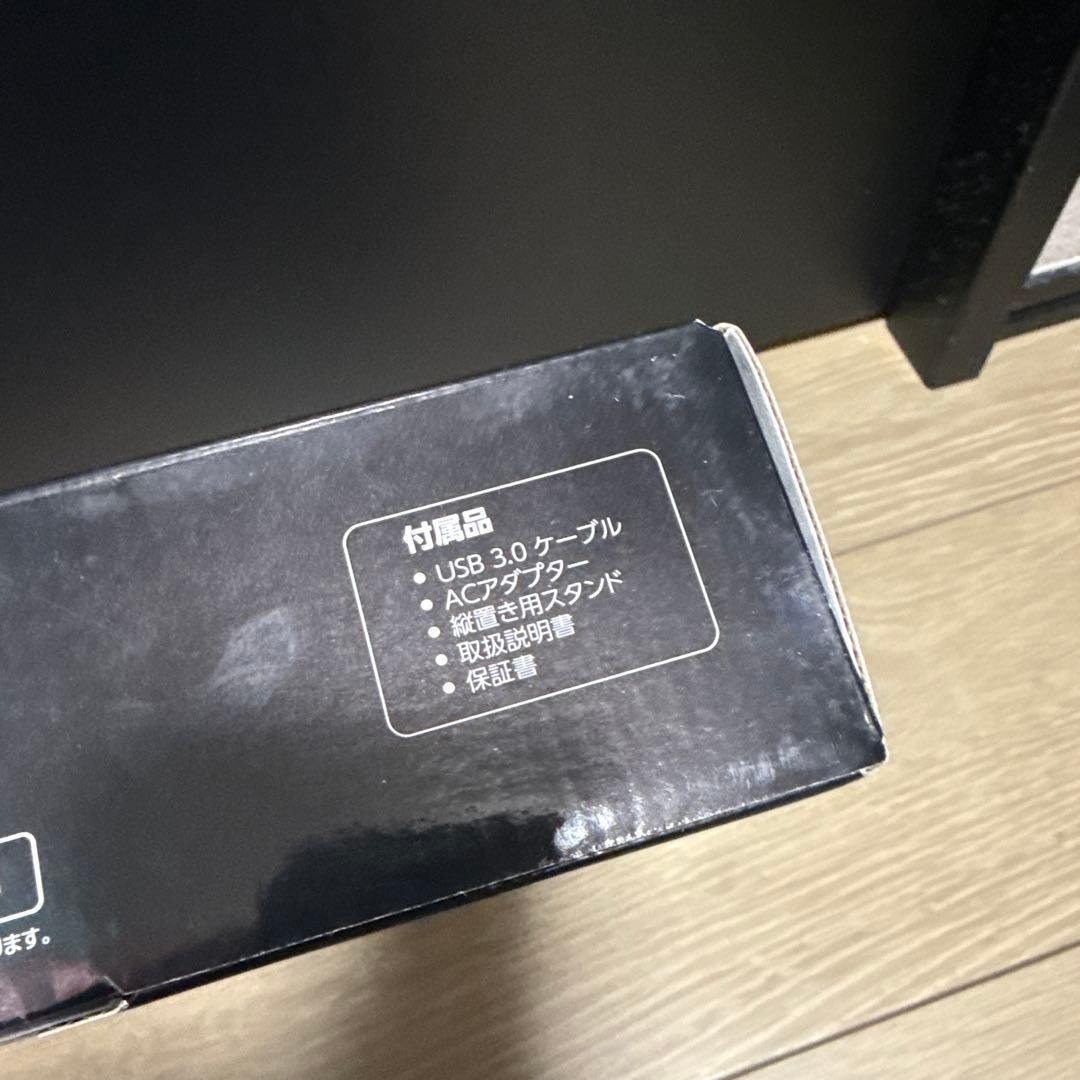 付属品
● USB 3.0 ケーブル
● ACアダプター
● 縦置き用スタンド
● 取扱説明書
● 保証書
ます。